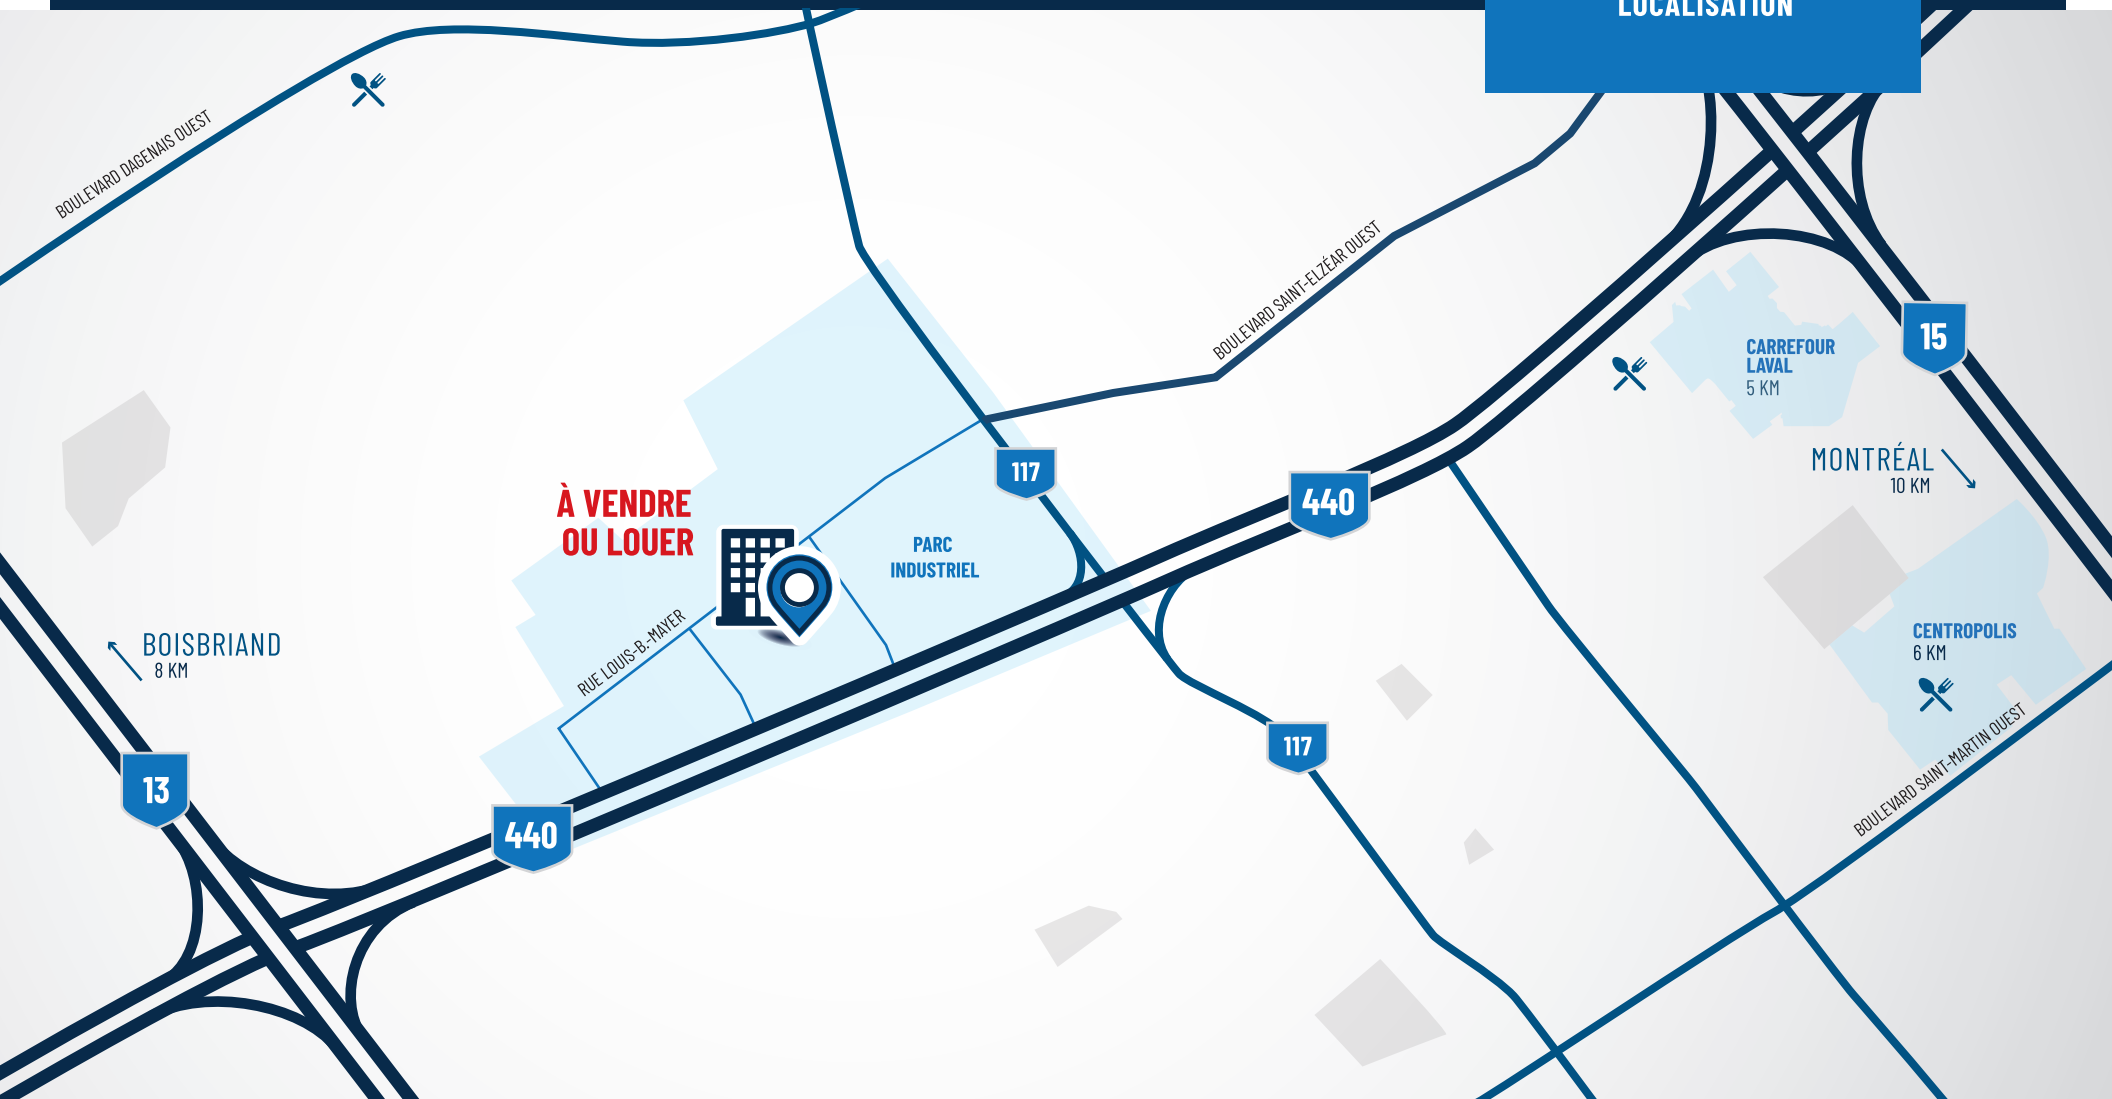 LOCALISATION
BOULEVARD DAGENAIS OUEST
BOULEVARD SAINT-ELZÉAR OUEST
15
CARREFOUR
LAVAL
5 KM
MONTRÉAL
10 KM
117
440
À VENDRE
OU LOUER
PARC
INDUSTRIEL
RUE LOUIS-B.-MAYER
BOISBRIAND
8 KM
CENTROPOLIS
6 KM
BOULEVARD SAINT-MARTIN OUEST
117
13
440